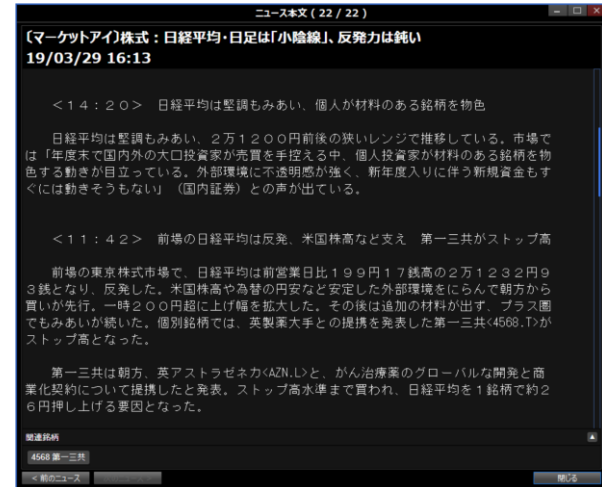 ニュース本文 ( 22 / 22 )
〔マーケットアイ〕株式：日経平均・日足は「小陰線」、反発力は鈍い
19/03/29 16:13
＜１４：２０＞　日経平均は堅調もみあい、個人が材料のある銘柄を物色
日経平均は堅調もみあい、２万１２００円前後の狭いレンジで推移している。市場で
は「年度末で国内外の大口投資家が売買を手控える中、個人投資家が材料のある銘柄を物
色する動きが目立っている。外部環境に不透明感が強く、新年度入りに伴う新規資金もす
ぐには動きそうもない」（国内証券）との声が出ている。
＜１１：４２＞　前場の日経平均は反発、米国株高など支え　第一三共がストップ高
前場の東京株式市場で、日経平均は前営業日比１９９円１７銭高の２万１２３２円９
３銭となり、反発した。米国株高や為替の円安など安定した外部環境をにらんで朝方から
買いが先行。一時２００円超に上げ幅を拡大した。その後は追加の材料が出ず、プラス圏
でもみあいが続いた。個別銘柄では、英製薬大手との提携を発表した第一三共<4568.T>が
ストップ高となった。
第一三共は朝方、英アストラゼネカ<AZN.L>と、がん治療薬のグローバルな開発と商
業化契約について提携したと発表。ストップ高水準まで買われ、日経平均を１銘柄で約２
６円押し上げる要因となった。
関連銘柄
4568 第一三共
< 前のニュース
閉じる